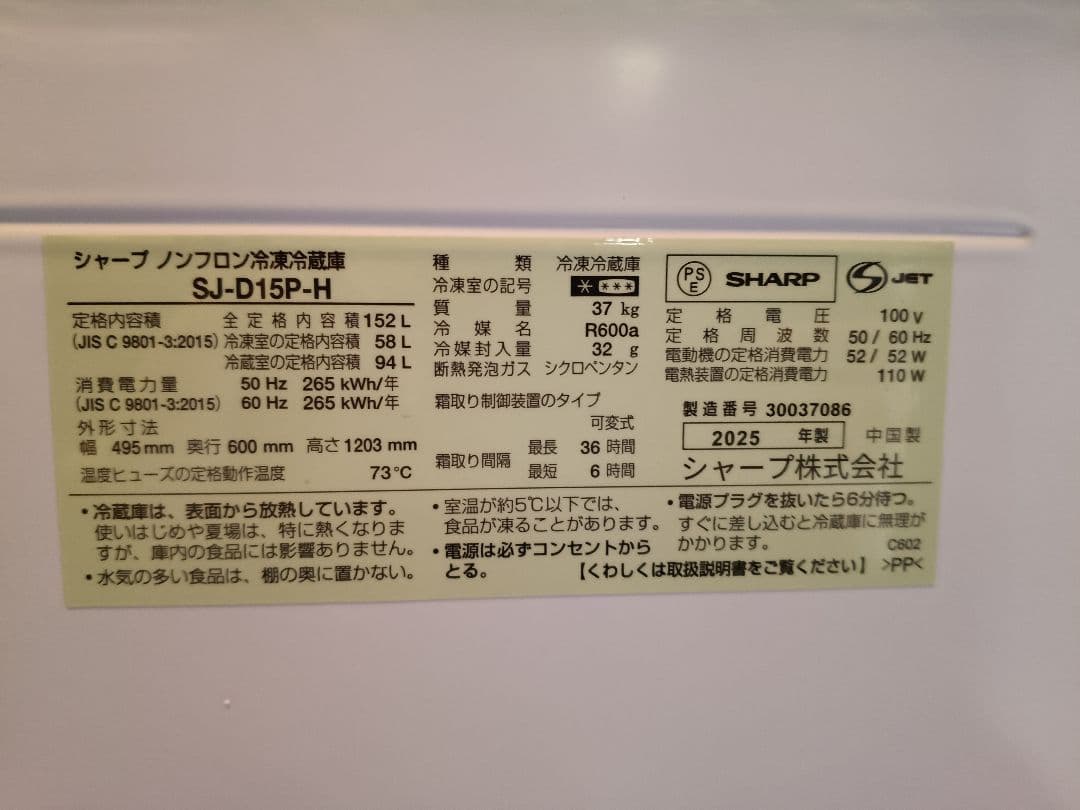 シャープ ノンフロン冷凍冷蔵庫
SJ-D15P-H
定格内容積 全定格内容積 152 L
(JIS C 9801-3:2015) 冷凍室の定格内容積 58 L
冷蔵室の定格内容積 94 L
消費電力量 50 Hz 265 kWh/年
(JIS C 9801-3:2015) 60 Hz 265 kWh/年
外形寸法
幅 495 mm 奥行 600 mm 高さ 1203 mm
温度ヒューズの定格動作温度 73℃
種類 冷凍冷蔵庫
冷凍室の記号 * ***
質量 37 kg
冷媒名 R600a
冷媒封入量 32 g
断熱発泡ガス シクロペンタン
霜取り制御装置のタイプ
可変式
霜取り間隔 最長 36 時間
最短 6 時間
PS
E
SHARP
S JET
定格電圧 100 V
定格周波数 50 / 60 Hz
電動機の定格消費電力 52 / 52 W
電熱装置の定格消費電力 110 W
製造番号 30037086
2025 年製 中国製
シャープ株式会社
・冷蔵庫は、表面から放熱しています。
使いはじめや夏場は、特に熱くなりま
すが、庫内の食品には影響ありません。
・水気の多い食品は、棚の奥に置かない。
・室温が約5℃以下では、
食品が凍ることがあります。
・電源は必ずコンセントから
とる。
・電源プラグを抜いたら6分待つ。
すぐに差し込むと冷蔵庫に無理が
かかります。 C602
【くわしくは取扱説明書をご覧ください】 >PP<